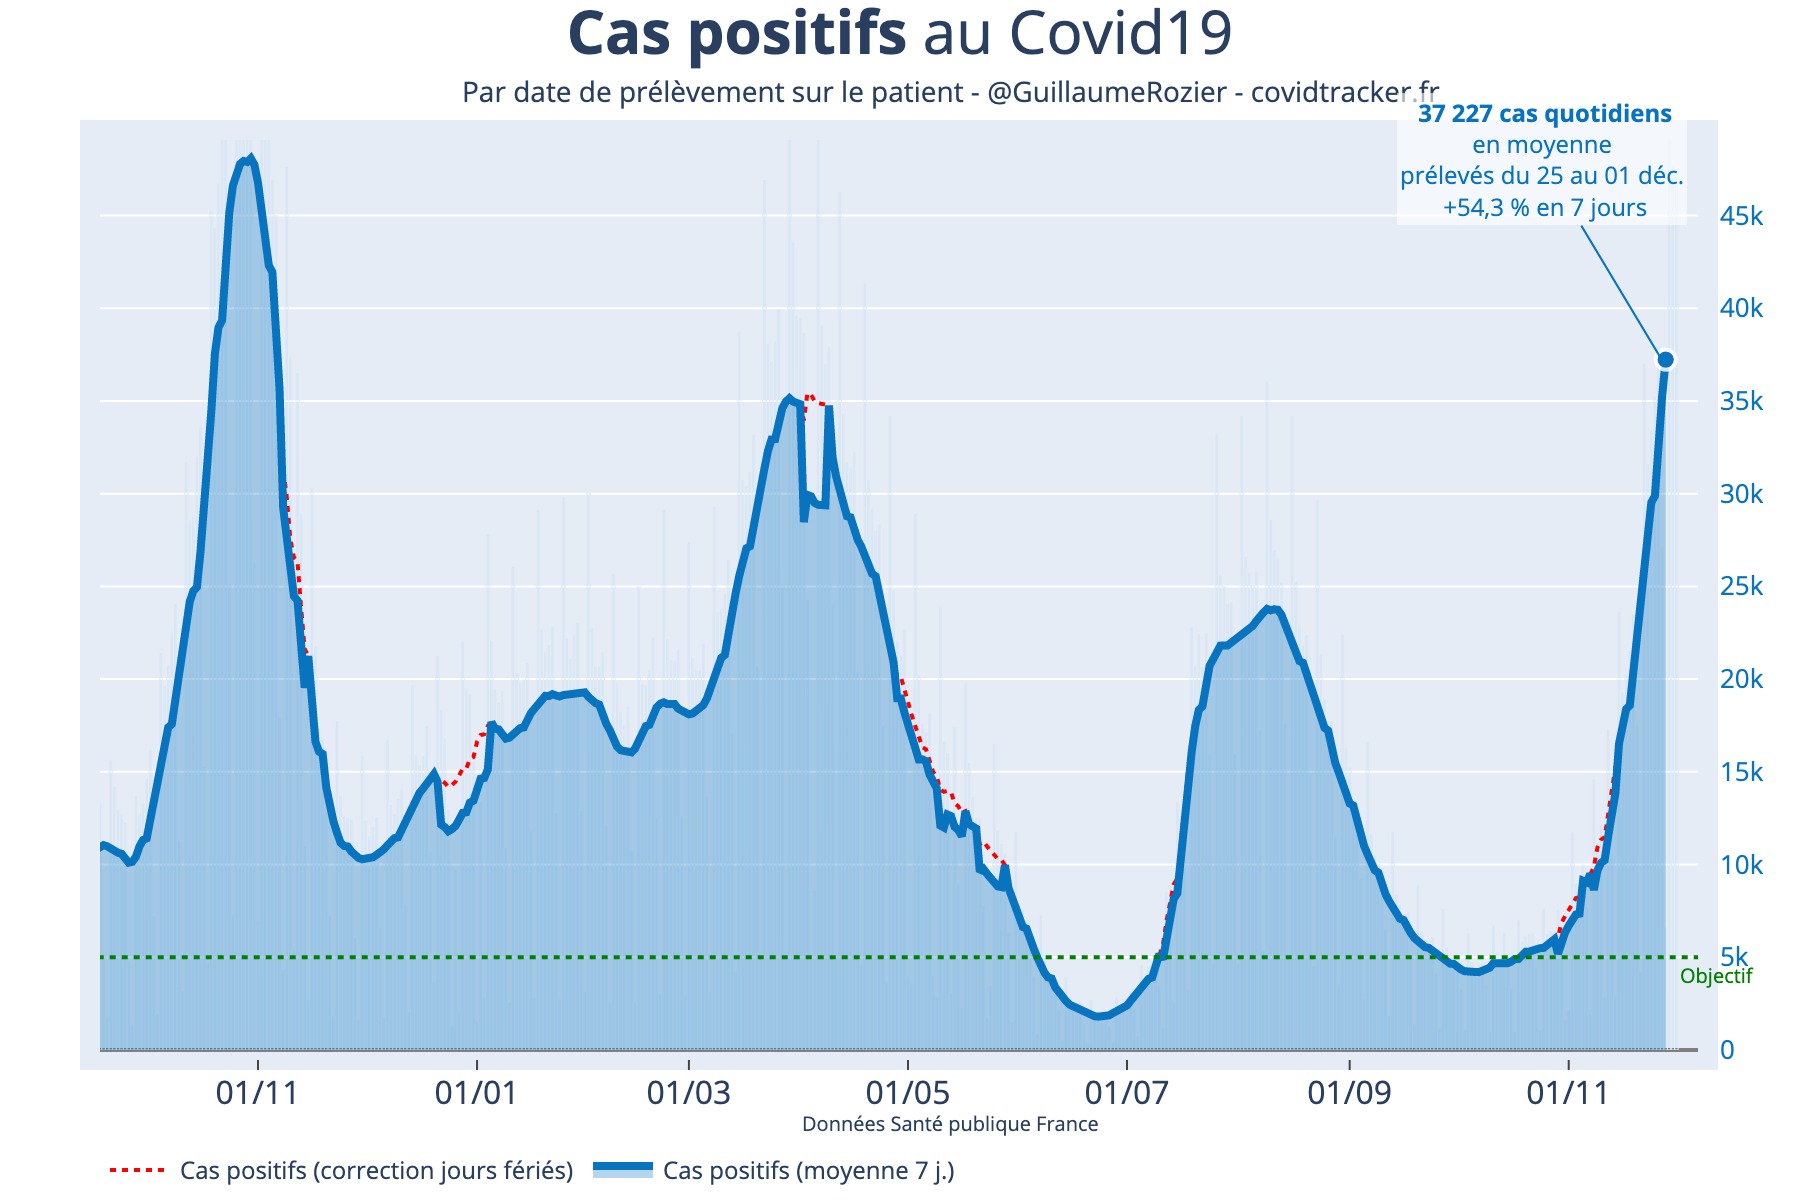 Cas positifs au Covid19
Par date de prélèvement sur le patient - @GuillaumeRozier - covidtracker.fr
37 227 cas quotidiens
en moyenne
prélevés du 25 au 01 déc.
+54,3 % en 7 jours
45k
40k
35k
30k
25k
20k
15k
10k
5k
Objectif
0
01/11 01/01 01/03 01/05 01/07 01/09 01/11
Données Santé publique France
Cas positifs (correction jours fériés) Cas positifs (moyenne 7 j.)